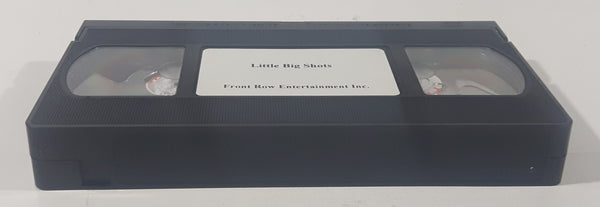 Little Big Shots
Front Row Entertainment Inc.